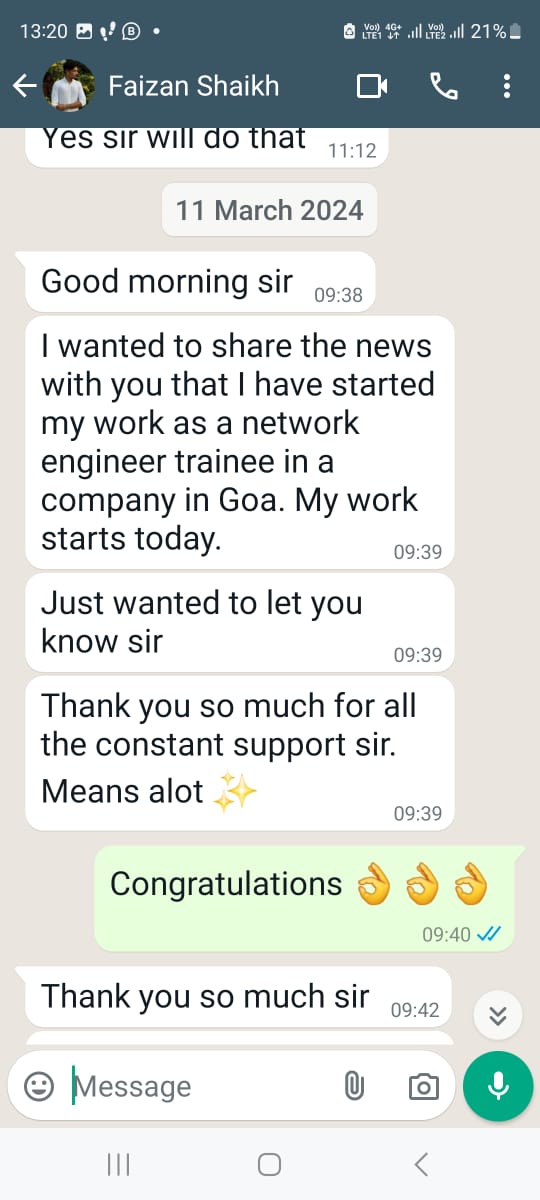 13:20 B • Vo)) LTE1 4G+ Vo)) LTE2 21%
Faizan Shaikh
Yes sir will do that 11:12
11 March 2024
Good morning sir 09:38
I wanted to share the news
with you that I have started
my work as a network
engineer trainee in a
company in Goa. My work
starts today. 09:39
Just wanted to let you
know sir 09:39
Thank you so much for all
the constant support sir.
Means alot ✨ 09:39
Congratulations 👌👌👌
09:40
Thank you so much sir 09:42
Message